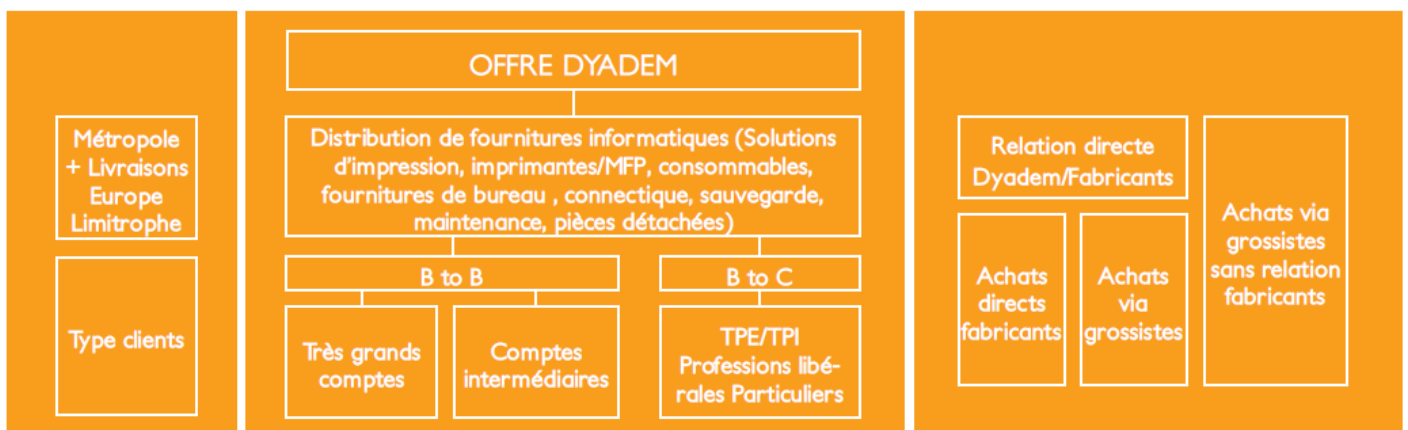 Métropole
+ Livraisons
Europe
Limitrophe
Type clients
OFFRE DYADEM
Distribution de fournitures informatiques (Solutions
d'impression, imprimantes/MFP, consommables,
fournitures de bureau , connectique, sauvegarde,
maintenance, pièces détachées)
B to B
B to C
Très grands
comptes
Comptes
intermédiaires
TPE/TPI
Professions libé-
rales Particuliers
Relation directe
Dyadem/Fabricants
Achats
directs
fabricants
Achats
via
grossistes
Achats via
grossistes
sans relation
fabricants